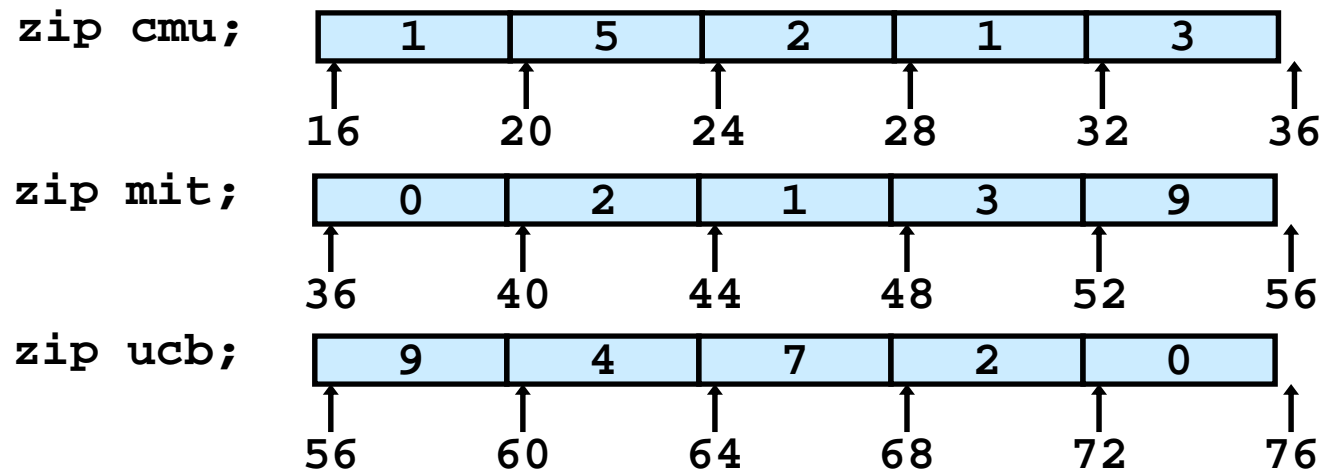 zip cmu; 1 5 2 1 3
16 20 24 28 32 36
zip mit; 0 2 1 3 9
36 40 44 48 52 56
zip ucb; 9 4 7 2 0
56 60 64 68 72 76